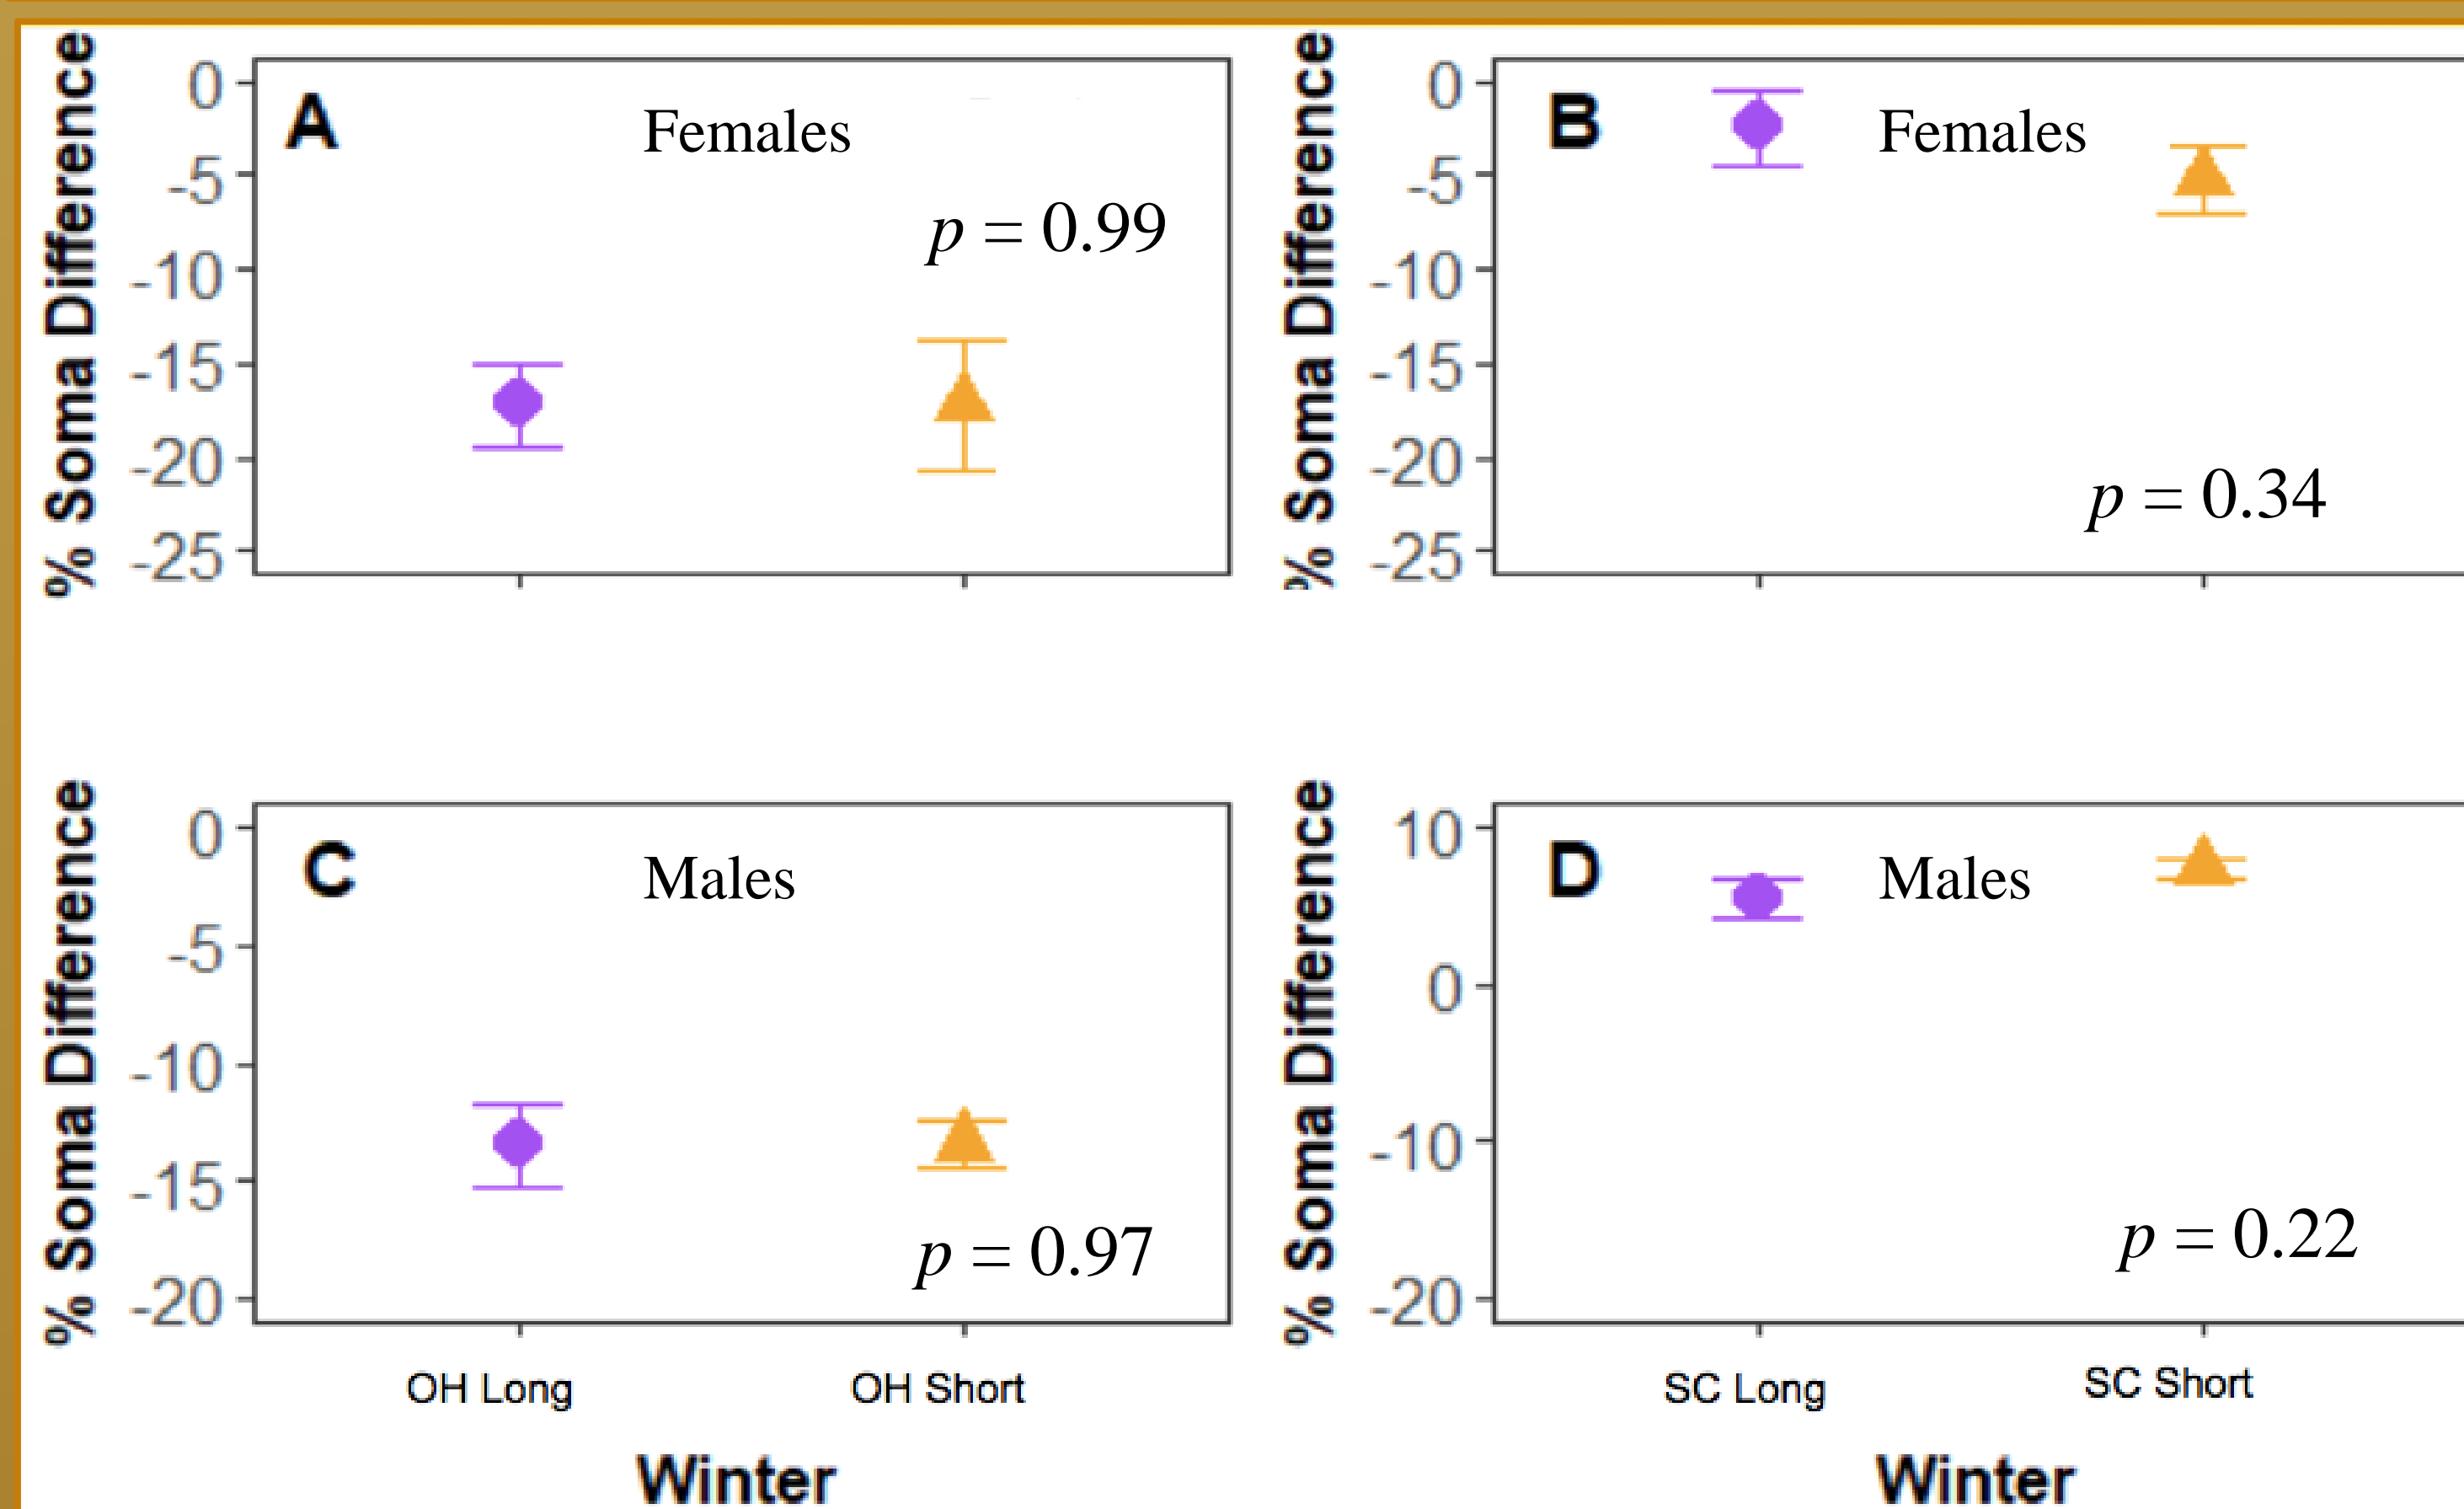 % Soma Difference
0
-5
-10
-15
-20
-25
A
Females
p = 0.99
% Soma Difference
0
-5
-10
-15
-20
-25
B
Females
p = 0.34
% Soma Difference
0
-5
-10
-15
-20
C
Males
p = 0.97
OH Long
OH Short
Winter
% Soma Difference
10
0
-10
-20
D
Males
p = 0.22
SC Long
SC Short
Winter